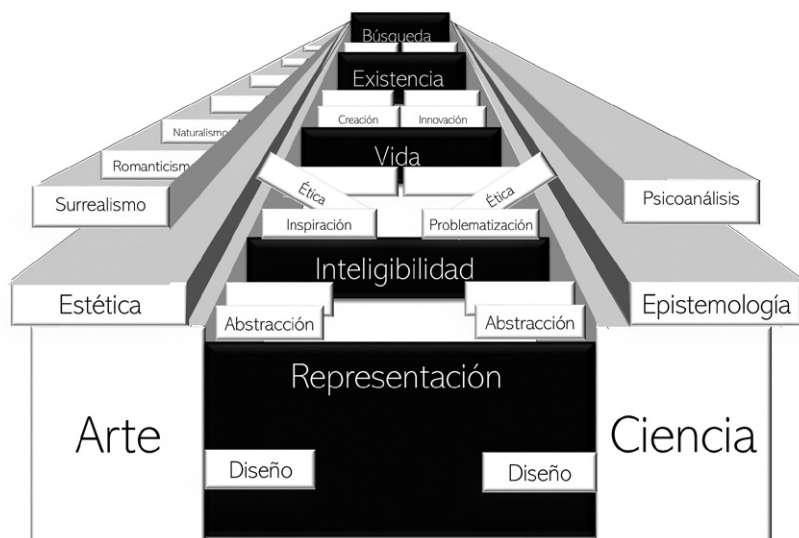 Búsqueda
Existencia
Creación
Innovación
Naturalismo
Vida
Romanticism
Ética
Ética
Surrealismo
Psicoanálisis
Inspiración
Problematización
Inteligibilidad
Estética
Epistemología
Abstracción
Abstracción
Representación
Arte
Ciencia
Diseño
Diseño